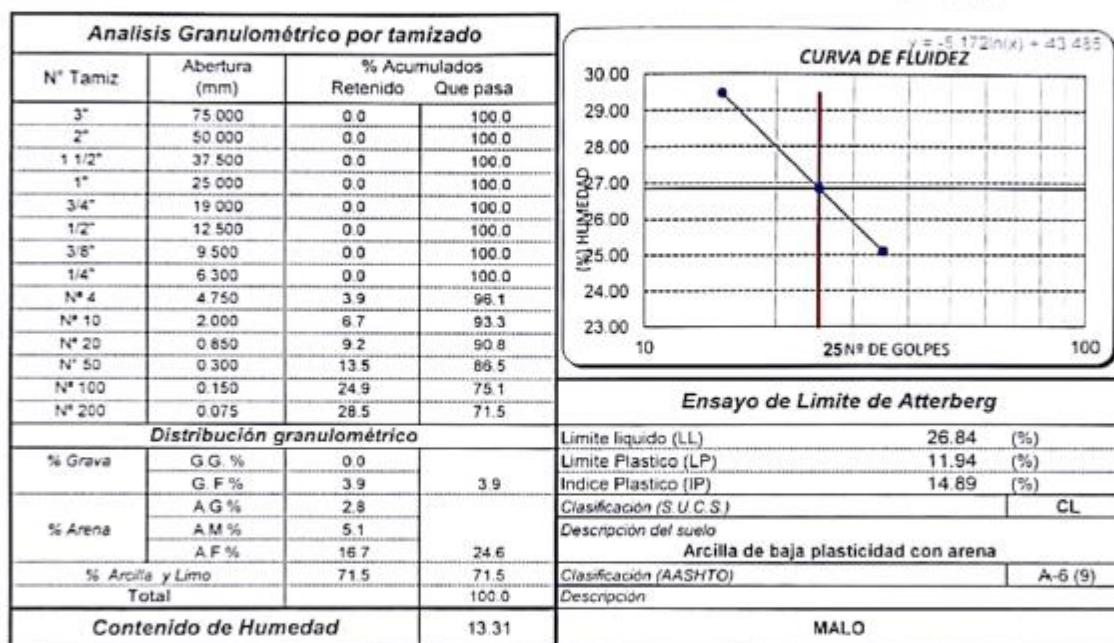 Analisis Granulométrico por tamizado
N° Tamiz Abertura (mm) % Acumulados
Retenido Que pasa
3" 75.000 0.0 100.0
2" 50.000 0.0 100.0
1 1/2" 37.500 0.0 100.0
1" 25.000 0.0 100.0
3/4" 19.000 0.0 100.0
1/2" 12.500 0.0 100.0
3/8" 9.500 0.0 100.0
1/4" 6.300 0.0 100.0
Nº 4 4.750 3.9 96.1
Nº 10 2.000 6.7 93.3
Nº 20 0.850 9.2 90.8
N° 50 0.300 13.5 86.5
Nº 100 0.150 24.9 75.1
Nº 200 0.075 28.5 71.5
Distribución granulométrico
% Grava G.G. % 0.0
G.F % 3.9 3.9
A.G % 2.8
% Arena A.M % 5.1
A.F % 16.7 24.6
% Arcilla y Limo 71.5 71.5
Total 100.0
Contenido de Humedad 13.31
y = -5.172ln(x) + 43.485
CURVA DE FLUIDEZ
30.00
29.00
28.00
27.00
26.00
25.00
24.00
23.00
(%) HUMEDAD
10 25 Nº DE GOLPES 100
Ensayo de Limite de Atterberg
Limite liquido (LL) 26.84 (%)
Limite Plastico (LP) 11.94 (%)
Indice Plastico (IP) 14.89 (%)
Clasificación (S.U.C.S.) CL
Descripción del suelo
Arcilla de baja plasticidad con arena
Clasificación (AASHTO) A-6 (9)
Descripción
MALO